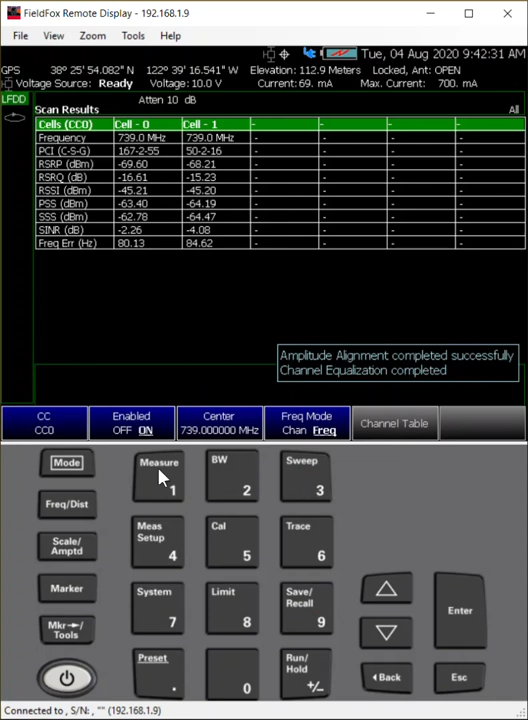 FieldFox Remote Display - 192.168.1.9
File View Zoom Tools Help
Tue, 04 Aug 2020 9:42:31 AM
GPS 38° 25' 54.082" N 122° 39' 16.541" W Elevation: 112.9 Meters Locked, Ant: OPEN
Voltage Source: Ready Voltage: 10.0 V Current: 69. mA Max. Current: 700. mA
LFDD Atten 10 dB
Scan Results All
Cells (CC0) Cell - 0 Cell - 1 - - - -
Frequency 739.0 MHz 739.0 MHz - - - -
PCI (C-S-G) 167-2-55 50-2-16 - - - -
RSRP (dBm) -69.60 -68.21 - - - -
RSRQ (dB) -16.61 -15.23 - - - -
RSSI (dBm) -45.21 -45.20 - - - -
PSS (dBm) -63.40 -64.19 - - - -
SSS (dBm) -62.78 -64.47 - - - -
SINR (dB) -2.26 -4.08 - - - -
Freq Err (Hz) 80.13 84.62 - - - -
Amplitude Alignment completed successfully
Channel Equalization completed
CC Enabled Center Freq Mode Channel Table
CC0 OFF ON 739.000000 MHz Chan Freq
Mode Measure 1 BW 2 Sweep 3
Freq/Dist
Scale/
Amptd
Meas
Setup 4 Cal 5 Trace 6
Marker System 7 Limit 8 Save/
Recall 9
Enter
Mkr→/
Tools
Preset . 0 Run/
Hold +/-
Back Esc
Connected to , S/N: , "" (192.168.1.9)